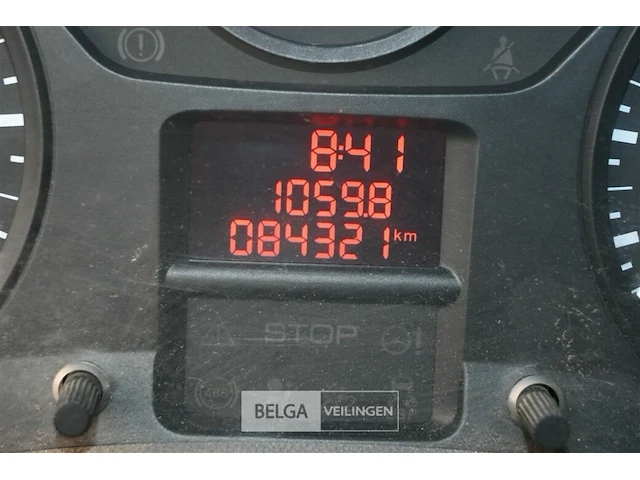 8:41
1059.8
084321 km
STOP
BELGA VEILINGEN